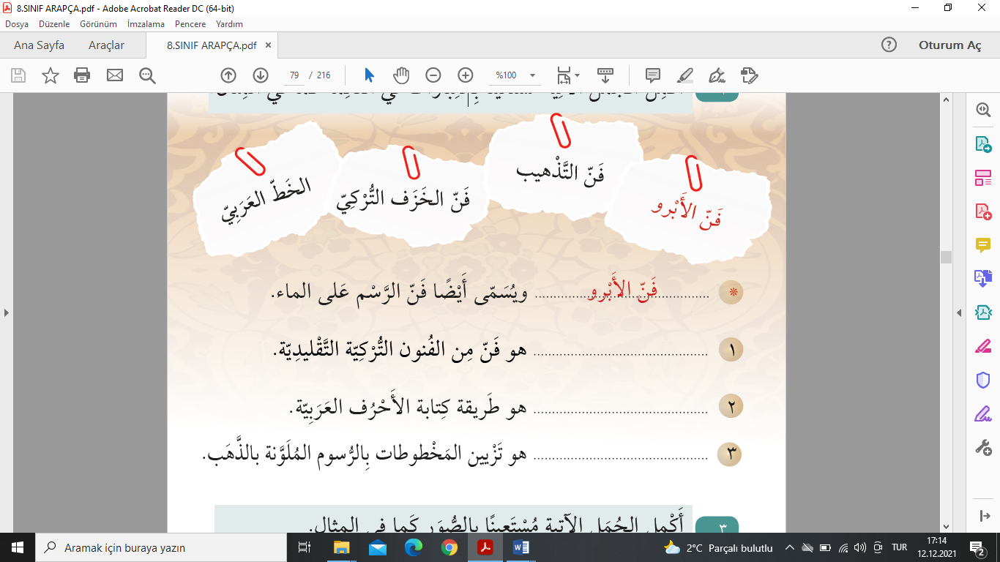 8.SINIF ARAPÇA.pdf - Adobe Acrobat Reader DC (64-bit)
Dosya Düzenle Görünüm İmzalama Pencere Yardım
Ana Sayfa Araçlar 8.SINIF ARAPÇA.pdf × Oturum Aç
79 / 216 %100
فَنّ الأَبْرو
فَنّ التَّذْهيب
فَنّ الخَزَف التُّرْكِيّ
الخَطّ العَرَبِيّ
* فَنّ الأَبْرو ويُسَمّى أَيْضًا فَنّ الرَّسْم عَلى الماء.
١ هو فَنّ مِن الفُنون التُّرْكِيّة التَّقْليدِيّة.
٢ هو طَريقة كِتابة الأَحْرُف العَرَبِيّة.
٣ هو تَزْيين المَخْطوطات بِالرُّسوم المُلَوَّنة بالذَّهَب.
٣ أَكْمِل الجُمَل الآتِية مُسْتَعينًا بِالصُّوَر كَما في المِثال.
Aramak için buraya yazın
2°C Parçalı bulutlu TUR 17:14
12.12.2021 2